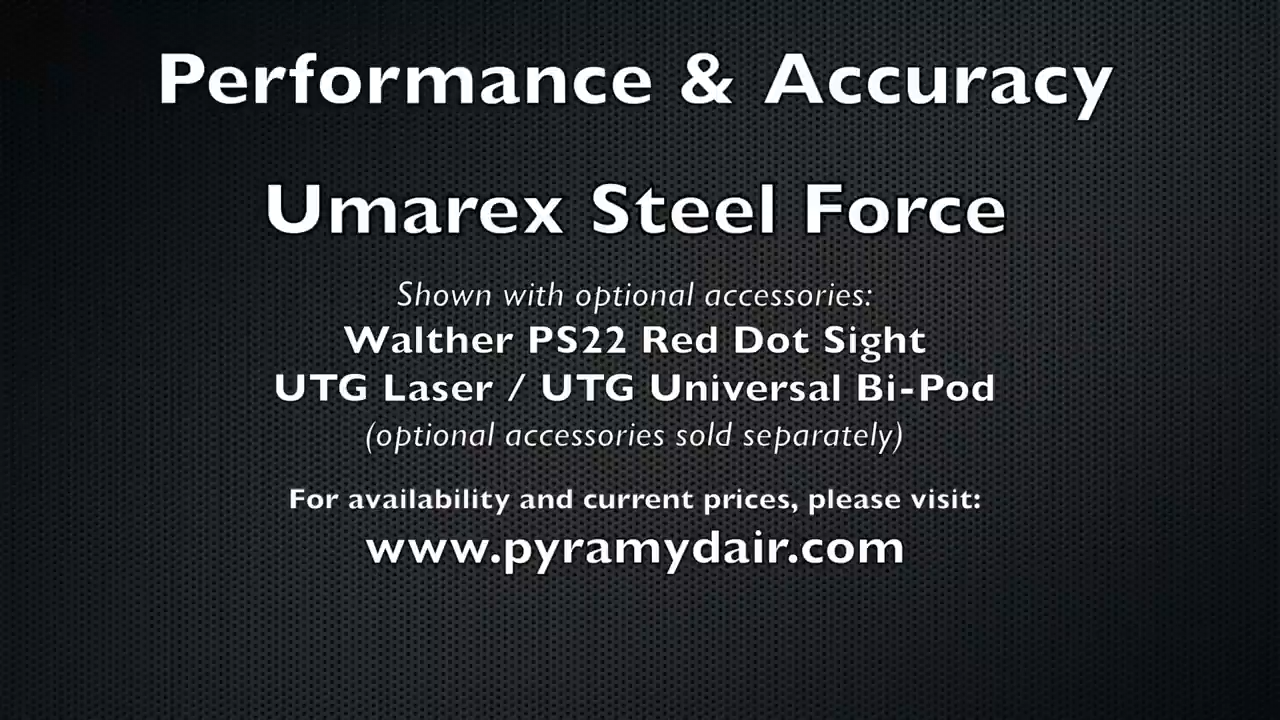 Performance & Accuracy
Umarex Steel Force
Shown with optional accessories:
Walther PS22 Red Dot Sight
UTG Laser / UTG Universal Bi-Pod
(optional accessories sold separately)
For availability and current prices, please visit:
www.pyramydair.com